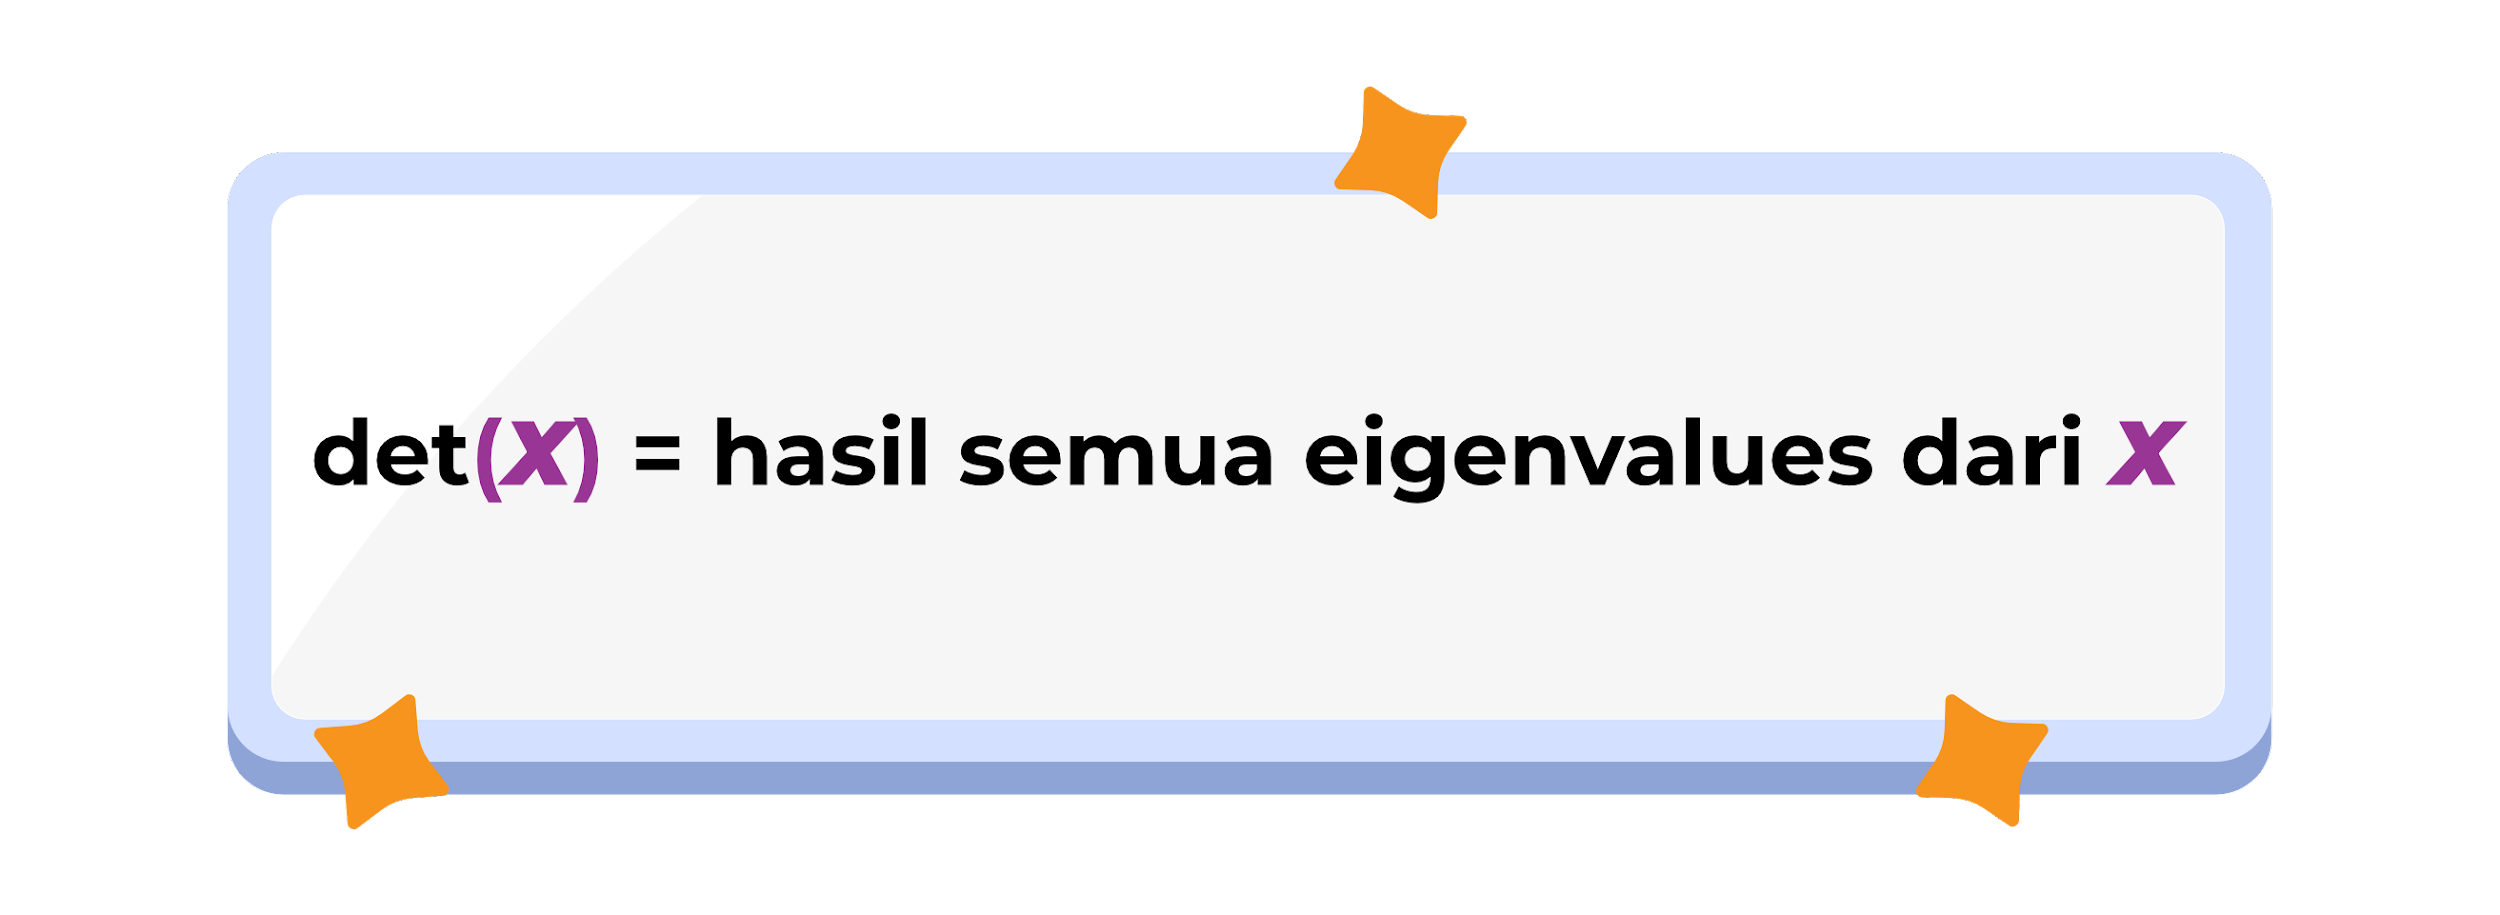 det(X) = hasil semua eigenvalues dari X